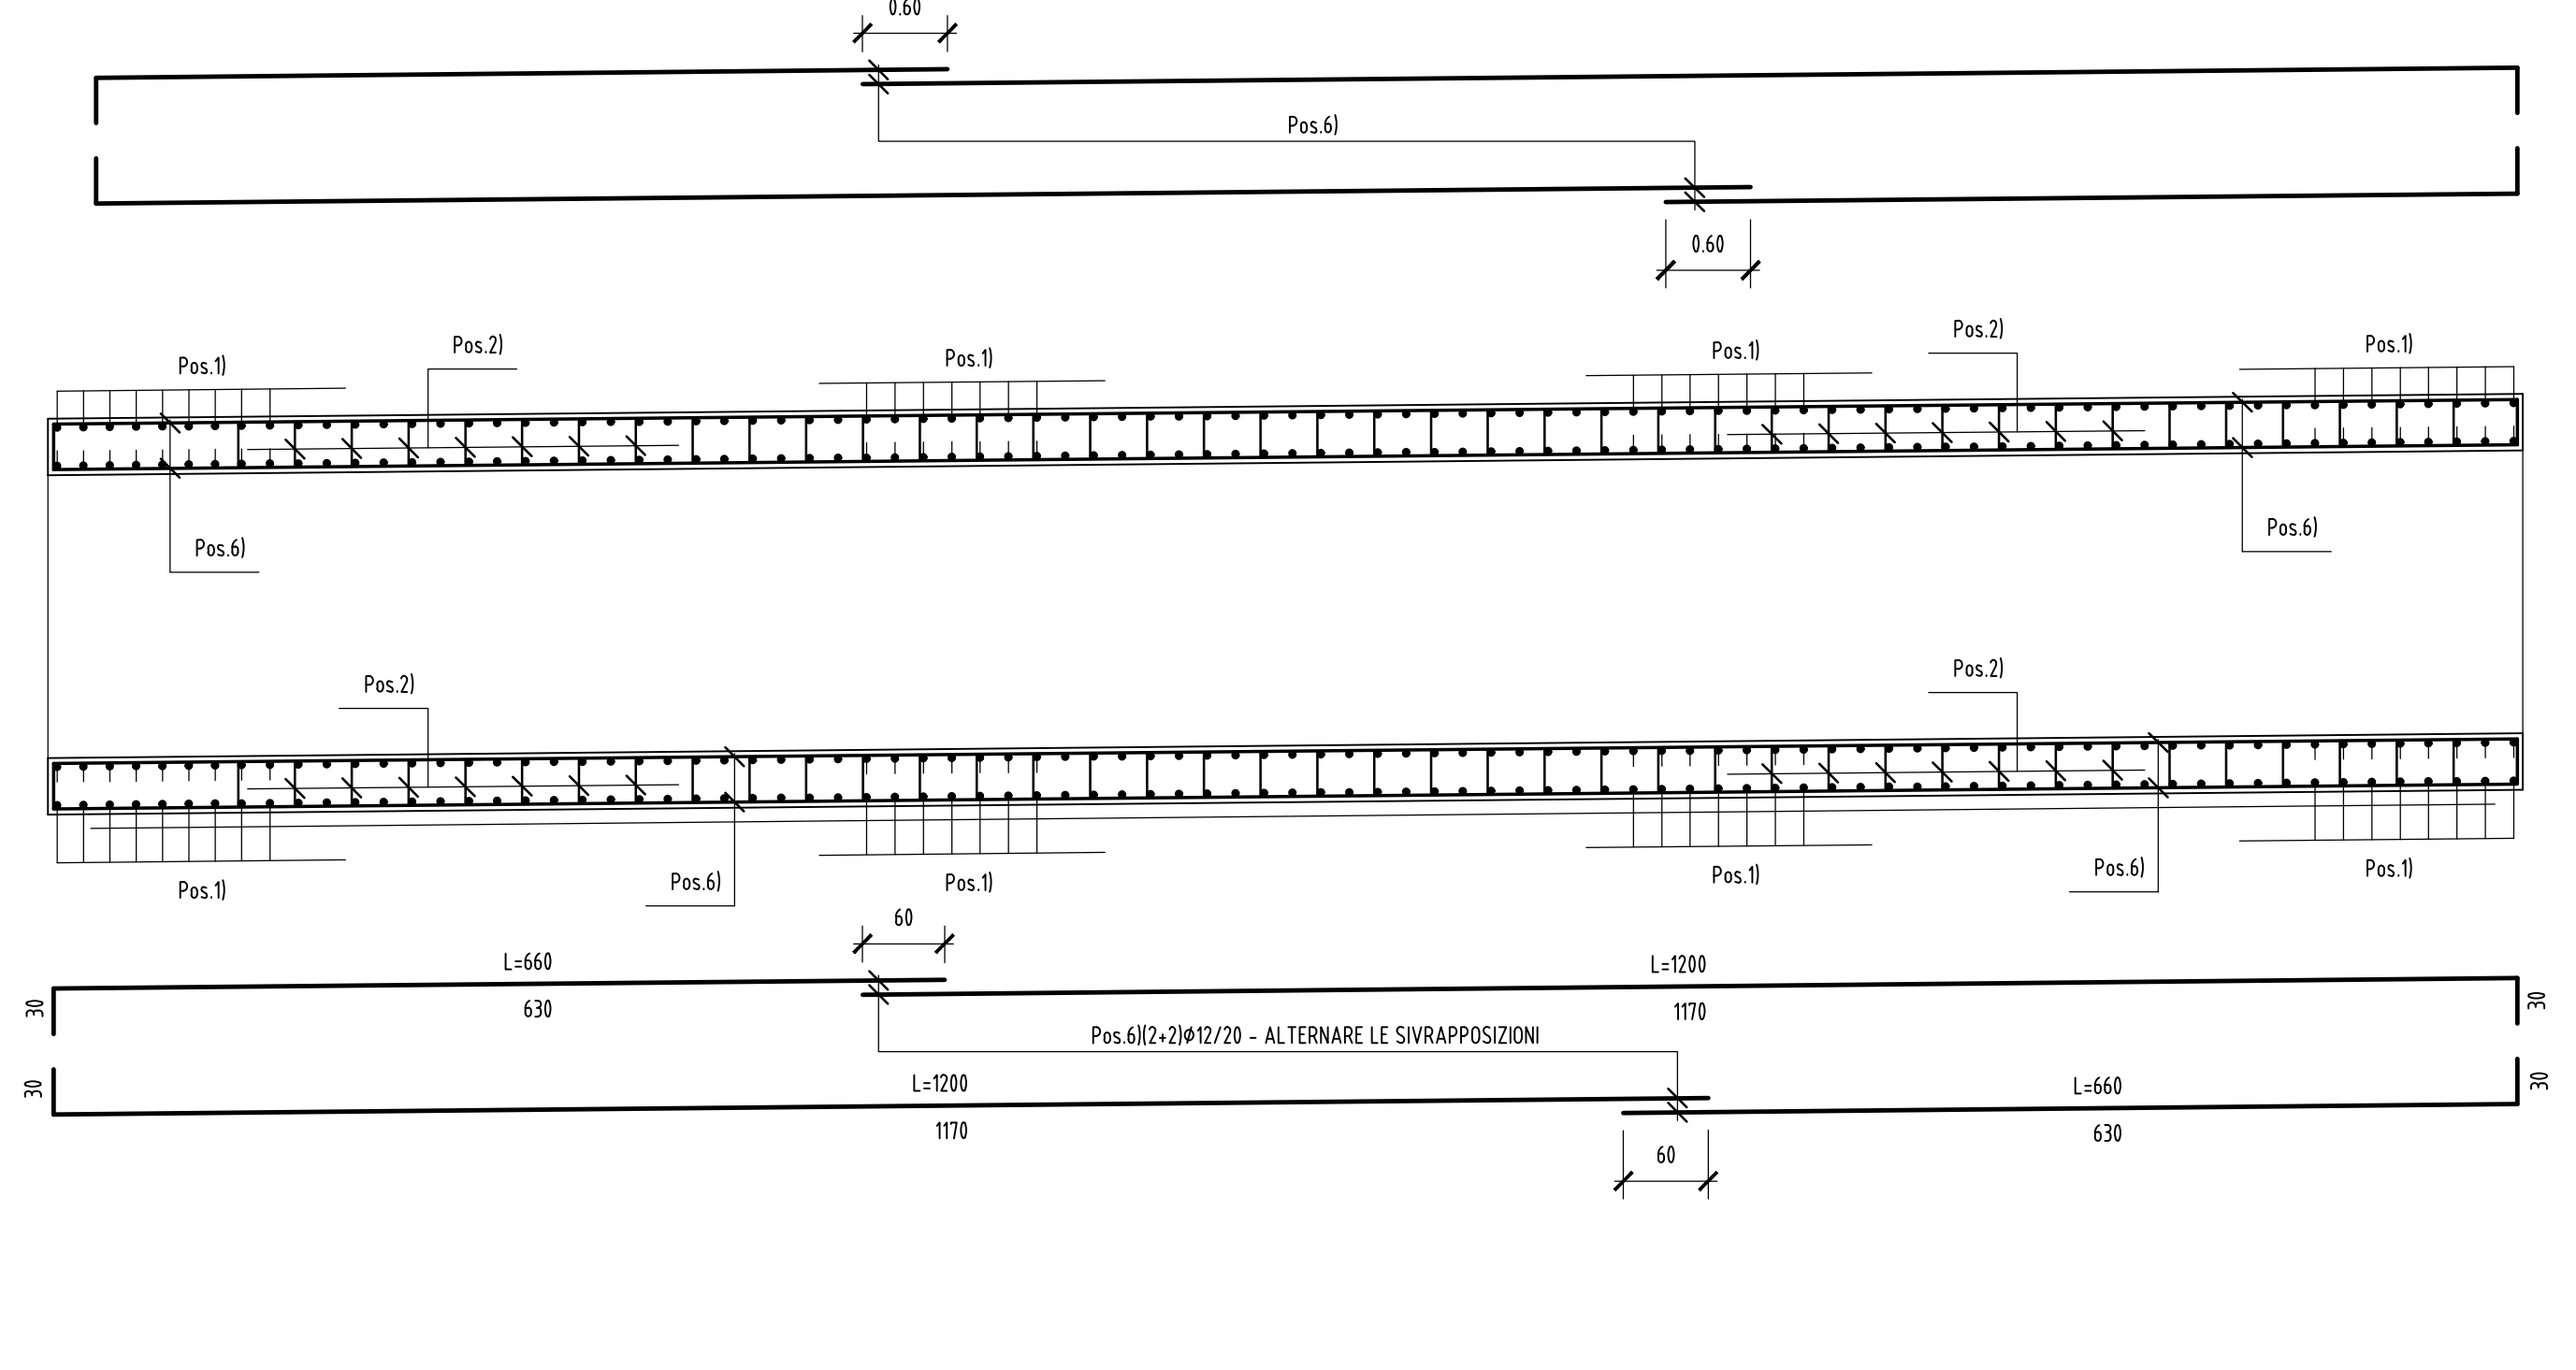 0.60
Pos.6)
0.60
Pos.1)
Pos.2)
Pos.1)
Pos.1)
Pos.2)
Pos.1)
Pos.6)
Pos.6)
Pos.2)
Pos.2)
Pos.1)
Pos.6)
Pos.1)
Pos.1)
Pos.6)
Pos.1)
60
L=660
L=1200
30
630
1170
30
Pos.6)(2+2)Ø12/20 - ALTERNARE LE SIVRAPPOSIZIONI
30
L=1200
L=660
30
1170
630
60